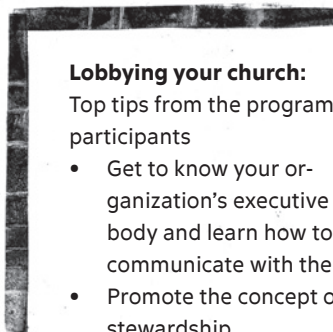 Lobbying your church:
Top tips from the program
participants
• Get to know your or-
ganization's executive
body and learn how to
communicate with the
• Promote the concept o
stewardship